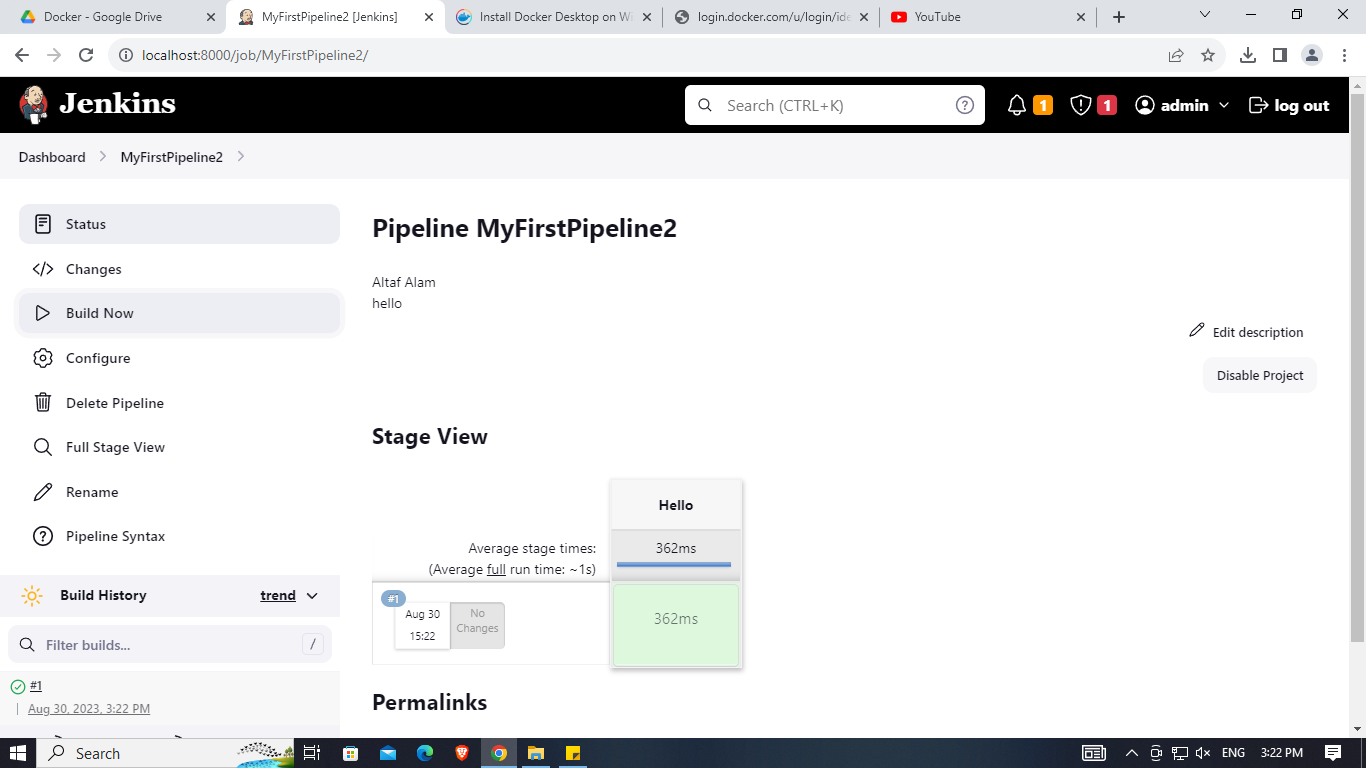 Docker - Google Drive
MyFirstPipeline2 [Jenkins]
Install Docker Desktop on Wi
login.docker.com/u/login/ide
YouTube
localhost:8000/job/MyFirstPipeline2/
Jenkins
Search (CTRL+K)
1
1
admin
log out
Dashboard
MyFirstPipeline2
Status
Changes
Build Now
Configure
Delete Pipeline
Full Stage View
Rename
Pipeline Syntax
Build History
trend
Filter builds...
/
#1
Aug 30, 2023, 3:22 PM
Pipeline MyFirstPipeline2
Altaf Alam
hello
Edit description
Disable Project
Stage View
Hello
Average stage times:
(Average full run time: ~1s)
362ms
#1
Aug 30
15:22
No
Changes
362ms
Permalinks
Search
ENG
3:22 PM